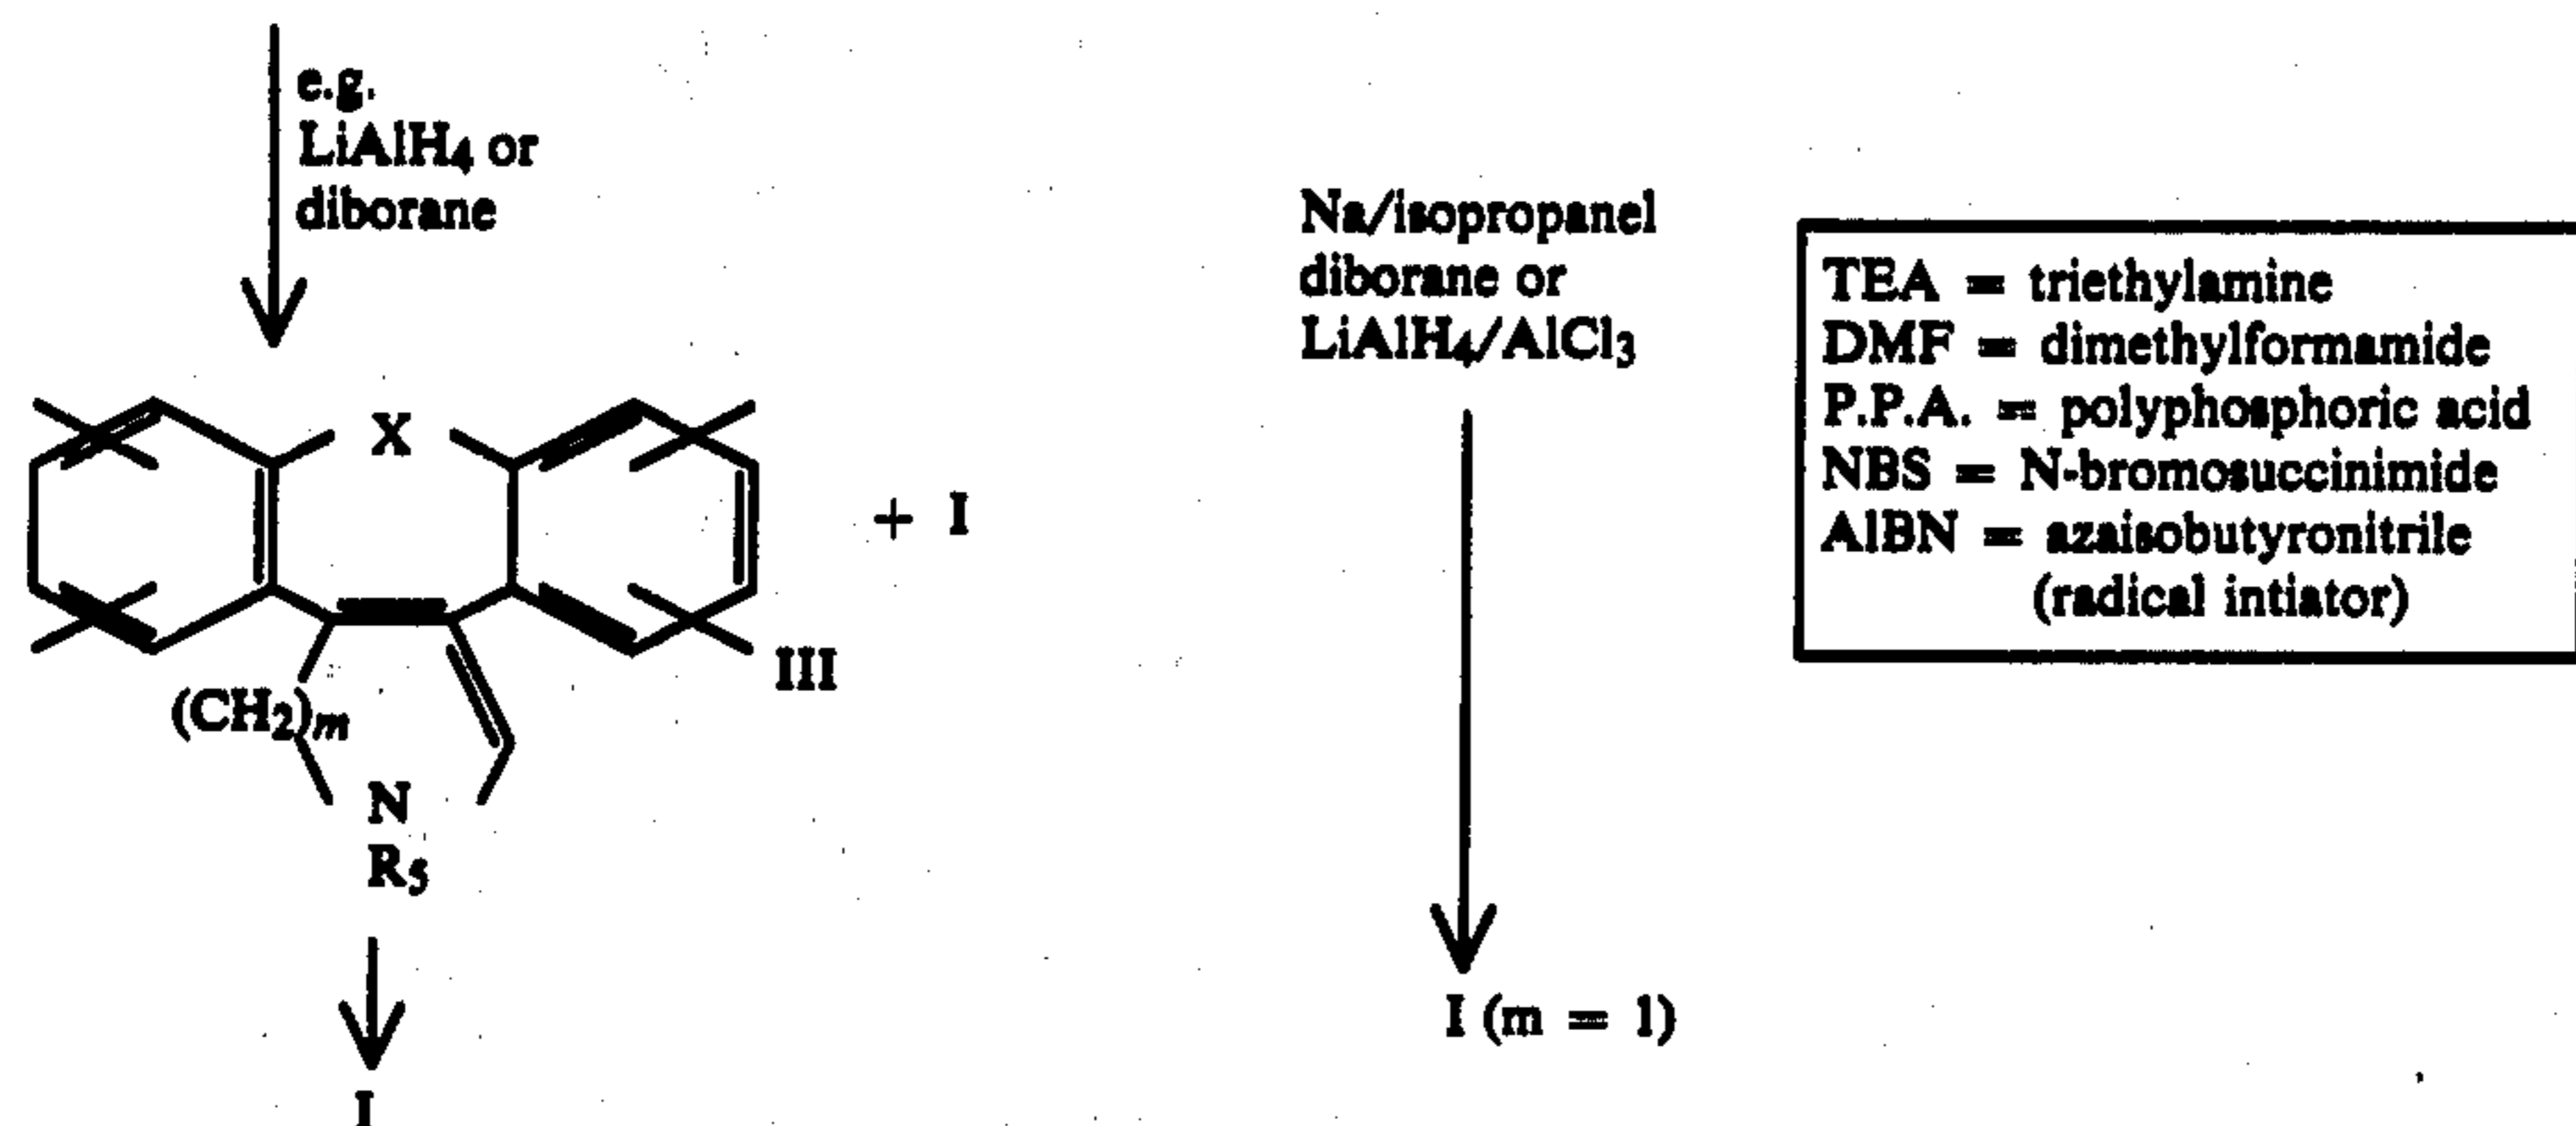 e.g.
LiAlH4 or
diborane
Na/isopropanel
diborane or
LiAlH4/AlCl3
TEA = triethylamine
DMF = dimethylformamide
P.P.A. = polyphosphoric acid
NBS = N-bromosuccinimide
AlBN = azaisobutyronitrile
(radical intiator)
X
+ I
III
(CH2)m
N
R5
I (m = 1)
I